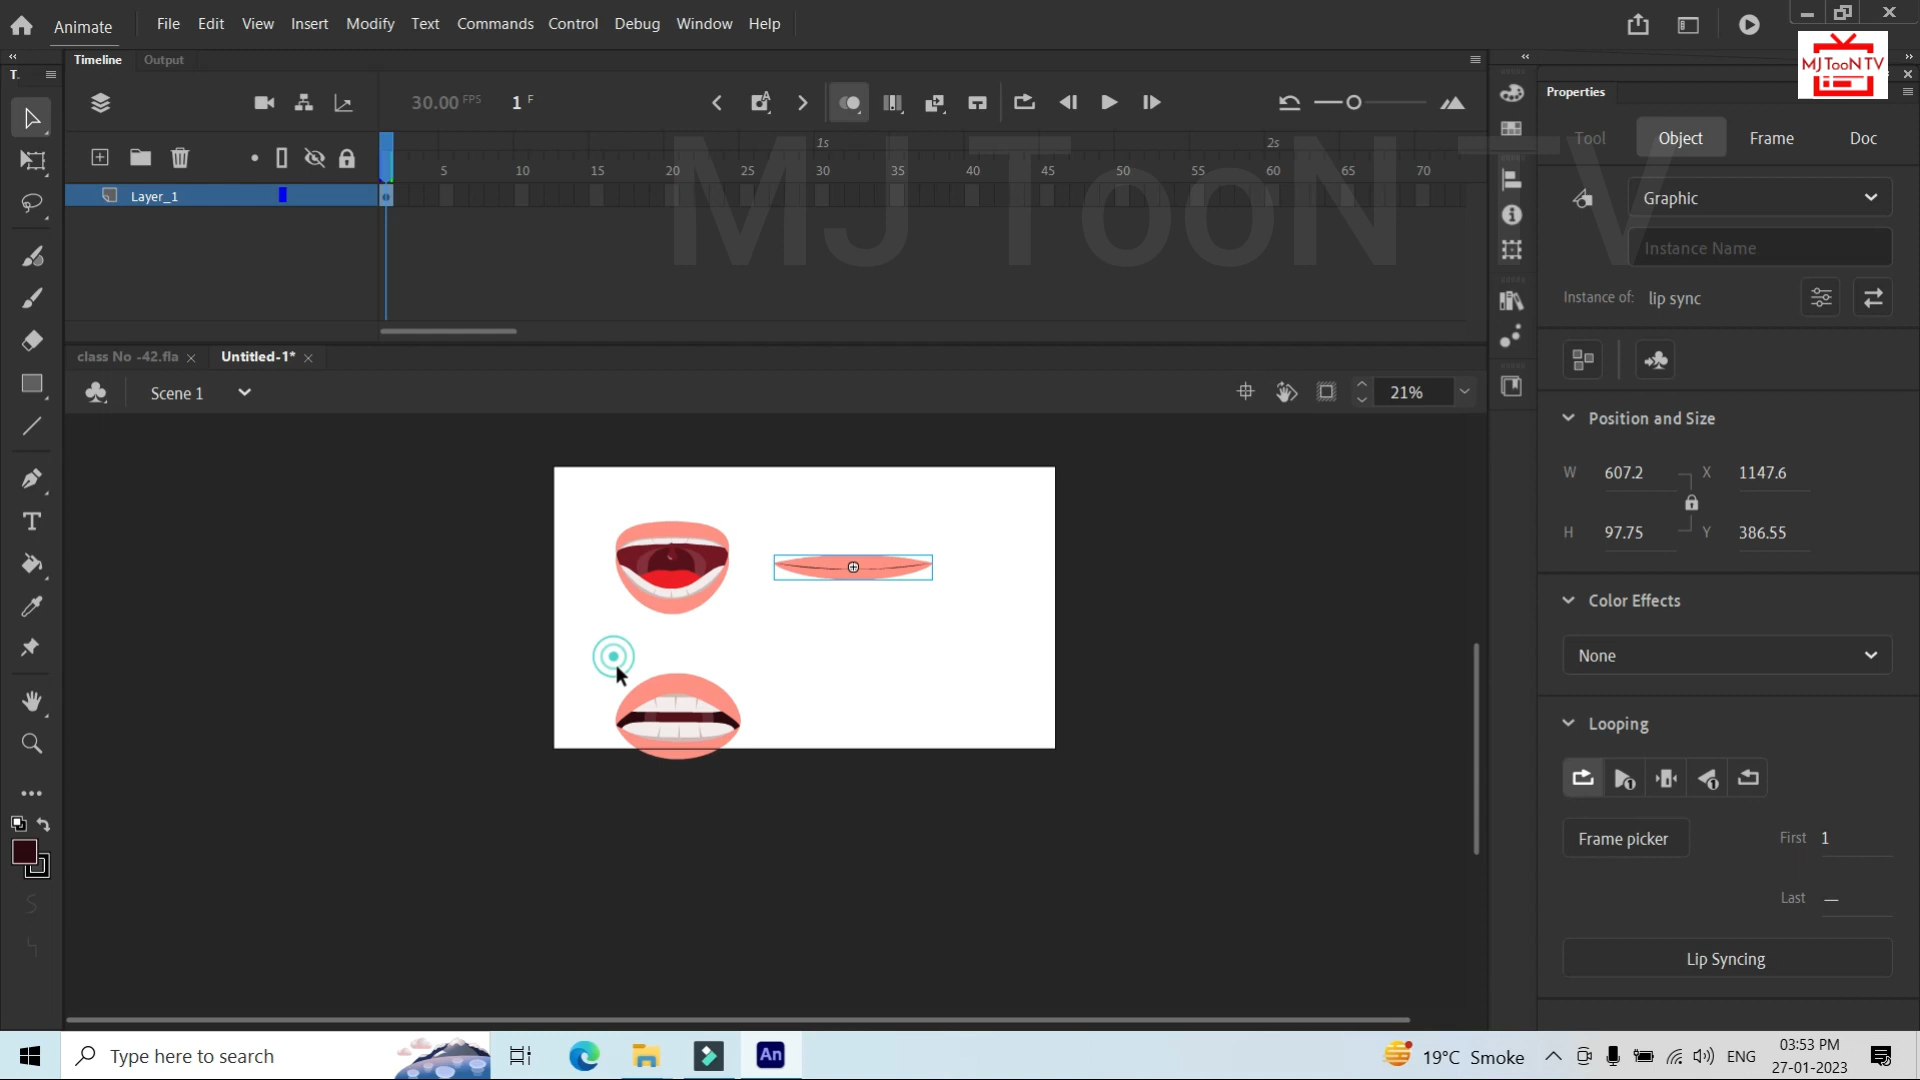 Animate File Edit View Insert Modify Text Commands Control Debug Window Help
MJ TooN TV
T. Timeline Output
Properties
30.00 FPS 1 F
Tool Object Frame Doc
1s 2s
5 10 15 20 25 30 35 40 45 50 55 60 65 70
Layer_1
MJ TooN TV
Graphic
Instance Name
Instance of: lip sync
class No -42.fla Untitled-1*
Scene 1 21%
Position and Size
W 607.2 X 1147.6
H 97.75 Y 386.55
Color Effects
None
Looping
Frame picker First 1
Last —
Lip Syncing
Type here to search
An
19°C Smoke ENG
03:53 PM
27-01-2023